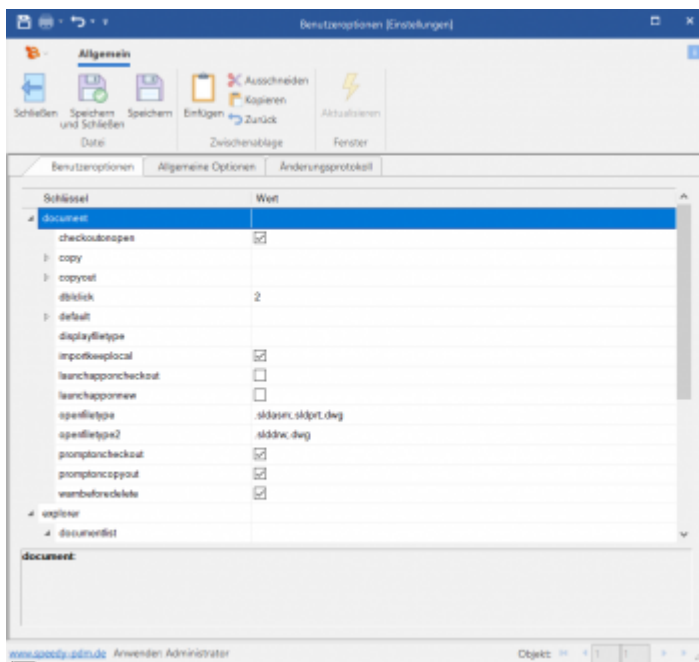 Benutzeroptionen [Einstellungen]
Allgemein
Schließen
Speichern und Schließen
Speichern
Einfügen
Ausschneiden
Kopieren
Zurück
Aktualisieren
Datei
Zwischenablage
Fenster
Benutzeroptionen
Allgemeine Optionen
Änderungsprotokoll
Schlüssel Wert
document
checkoutonopen
copy
copyout
dblclick 2
default
displayfiletype
importkeeplocal
launchapponcheckout
launchapponnew
openfiletype .sldasm;.sldprt;.dwg
openfiletype2 .slddrw;.dwg
promptoncheckout
promptoncopyout
warnbeforedelete
explorer
documentlist
document:
www.speedy-pdm.de Anwender: Administrator
Objekt: 1 1